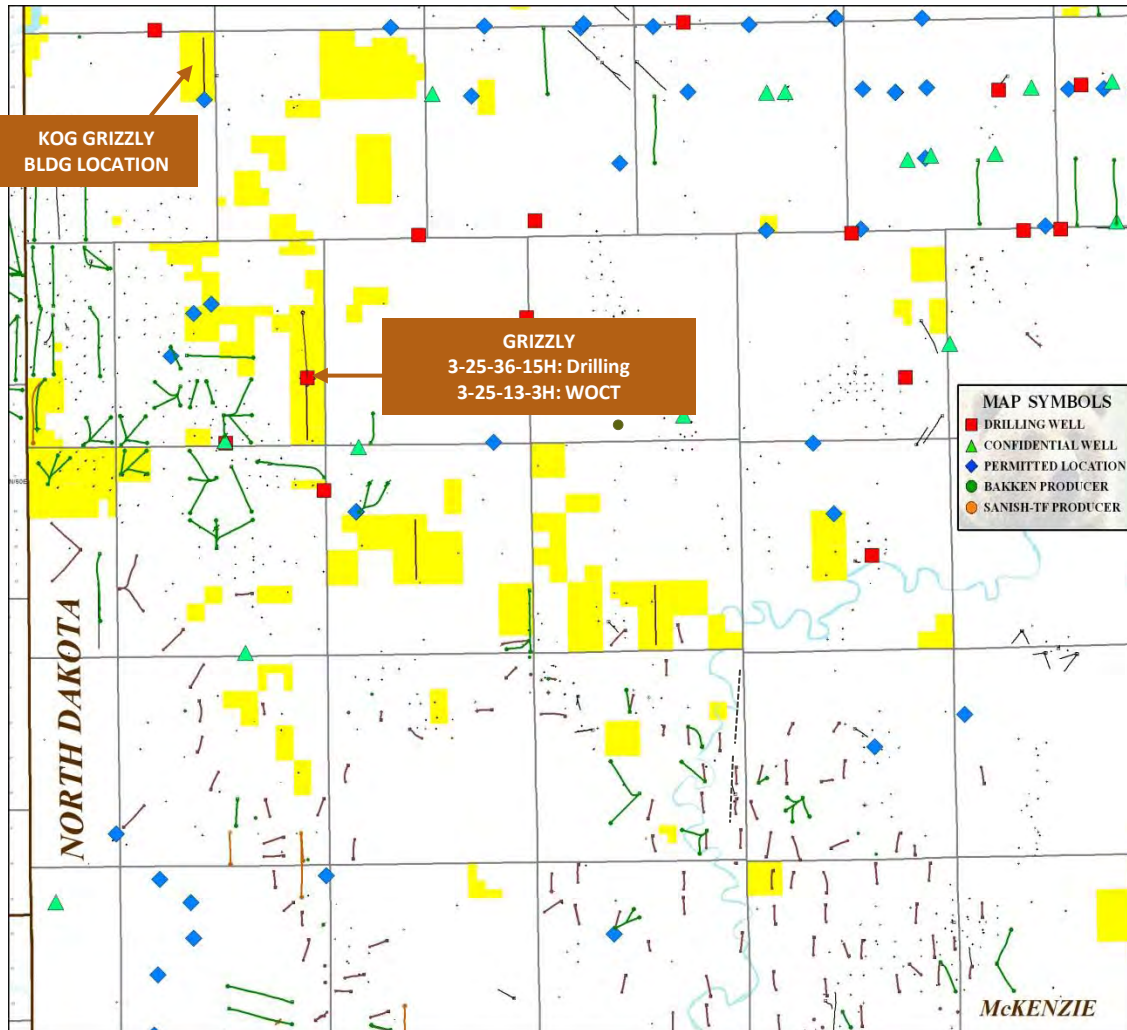 KOG GRIZZLY
BLDG LOCATION
GRIZZLY
3-25-36-15H: Drilling
3-25-13-3H: WOCT
MAP SYMBOLS
DRILLING WELL
CONFIDENTIAL WELL
PERMITTED LOCATION
BAKKEN PRODUCER
SANISH-TF PRODUCER
NORTH DAKOTA
McKENZIE